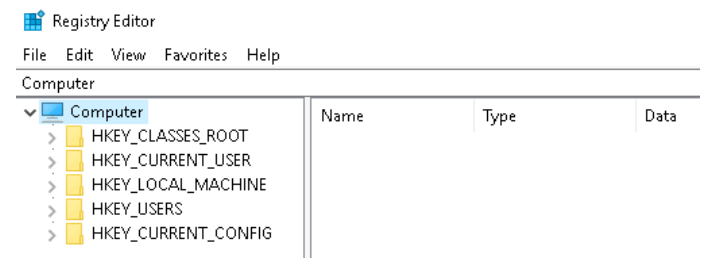 Registry Editor
File Edit View Favorites Help
Computer
Computer
HKEY_CLASSES_ROOT
HKEY_CURRENT_USER
HKEY_LOCAL_MACHINE
HKEY_USERS
HKEY_CURRENT_CONFIG
Name Type Data